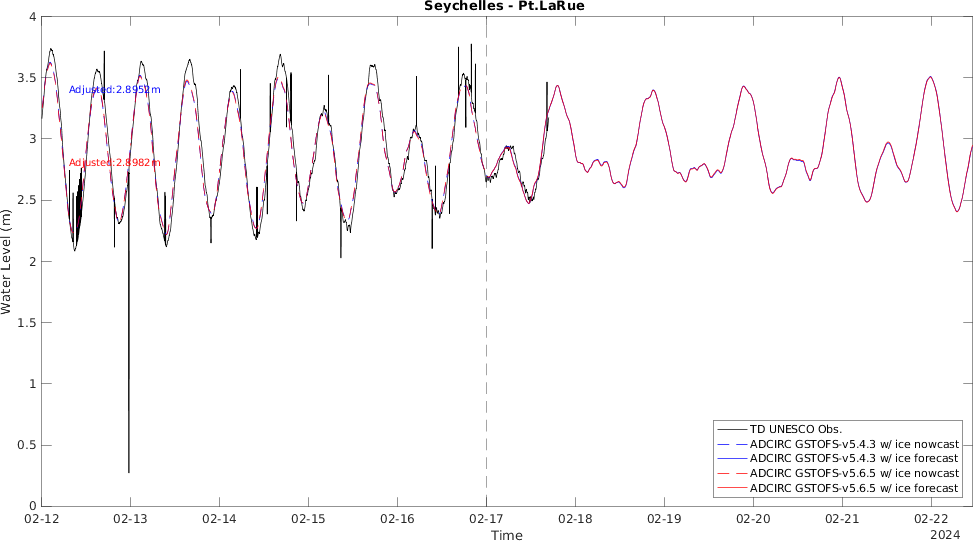 Seychelles - Pt.LaRue
4
3.5
3
2.5
2
1.5
1
0.5
0
Water Level (m)
Adjusted:2.8952m
Adjusted:2.8982m
TD UNESCO Obs.
ADCIRC GSTOFS-v5.4.3 w/ ice nowcast
ADCIRC GSTOFS-v5.4.3 w/ ice forecast
ADCIRC GSTOFS-v5.6.5 w/ ice nowcast
ADCIRC GSTOFS-v5.6.5 w/ ice forecast
02-12 02-13 02-14 02-15 02-16 02-17 02-18 02-19 02-20 02-21 02-22
Time
2024